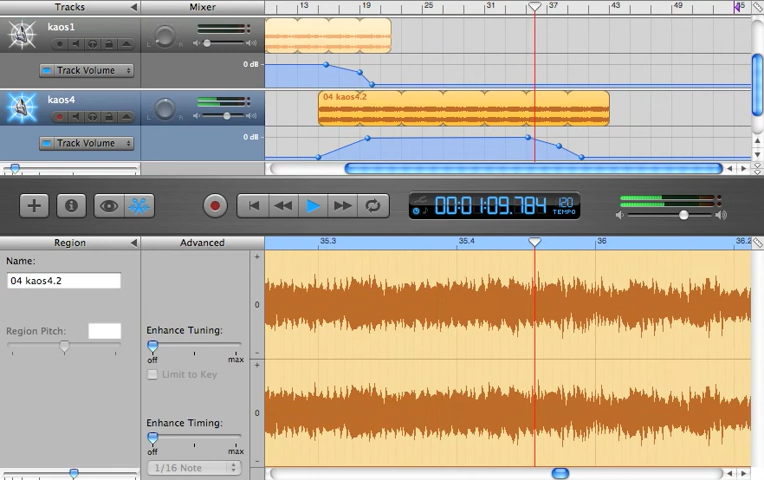 Tracks
Mixer
13 19 25 31 37 43 49
kaos1
L R
0 dB
Track Volume
kaos4
L R
04 kaos4.2
Track Volume
0 dB
00:01:09.784
120
TEMPO
Region
Advanced
35.3 35.4 36 36.2
Name:
04 kaos4.2
Region Pitch:
Enhance Tuning:
off max
Limit to Key
Enhance Timing:
off max
1/16 Note
+
0
-
+
0
-